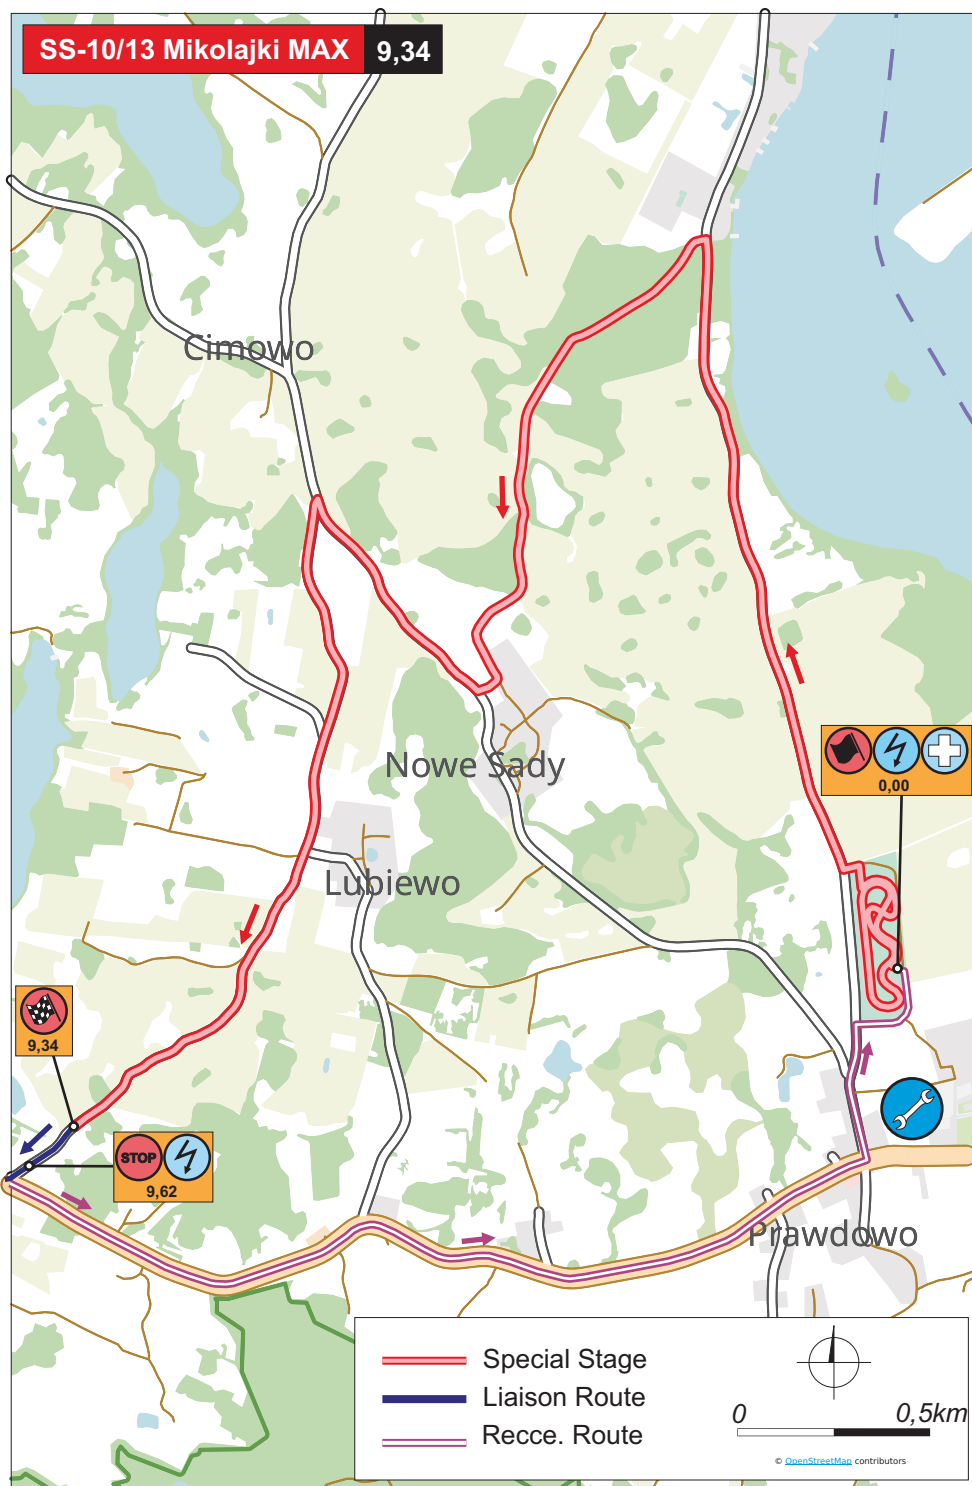 SS-10/13 Mikolajki MAX 9,34
Cimowo
Nowe Sady
0,00
Lubiewo
9,34
STOP
9,62
Prawdowo
Special Stage
Liaison Route
Recce. Route
0 0,5km
© OpenStreetMap contributors